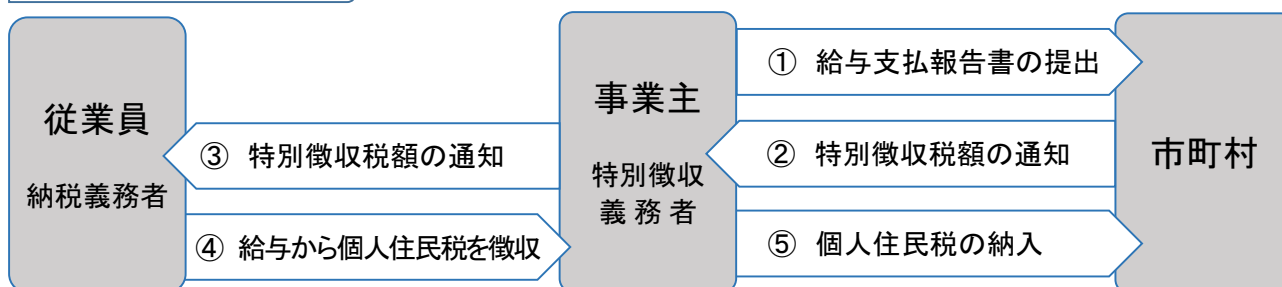 従業員
納税義務者
③ 特別徴収税額の通知
④ 給与から個人住民税を徴収
事業主
特別徴収
義務者
① 給与支払報告書の提出
② 特別徴収税額の通知
⑤ 個人住民税の納入
市町村